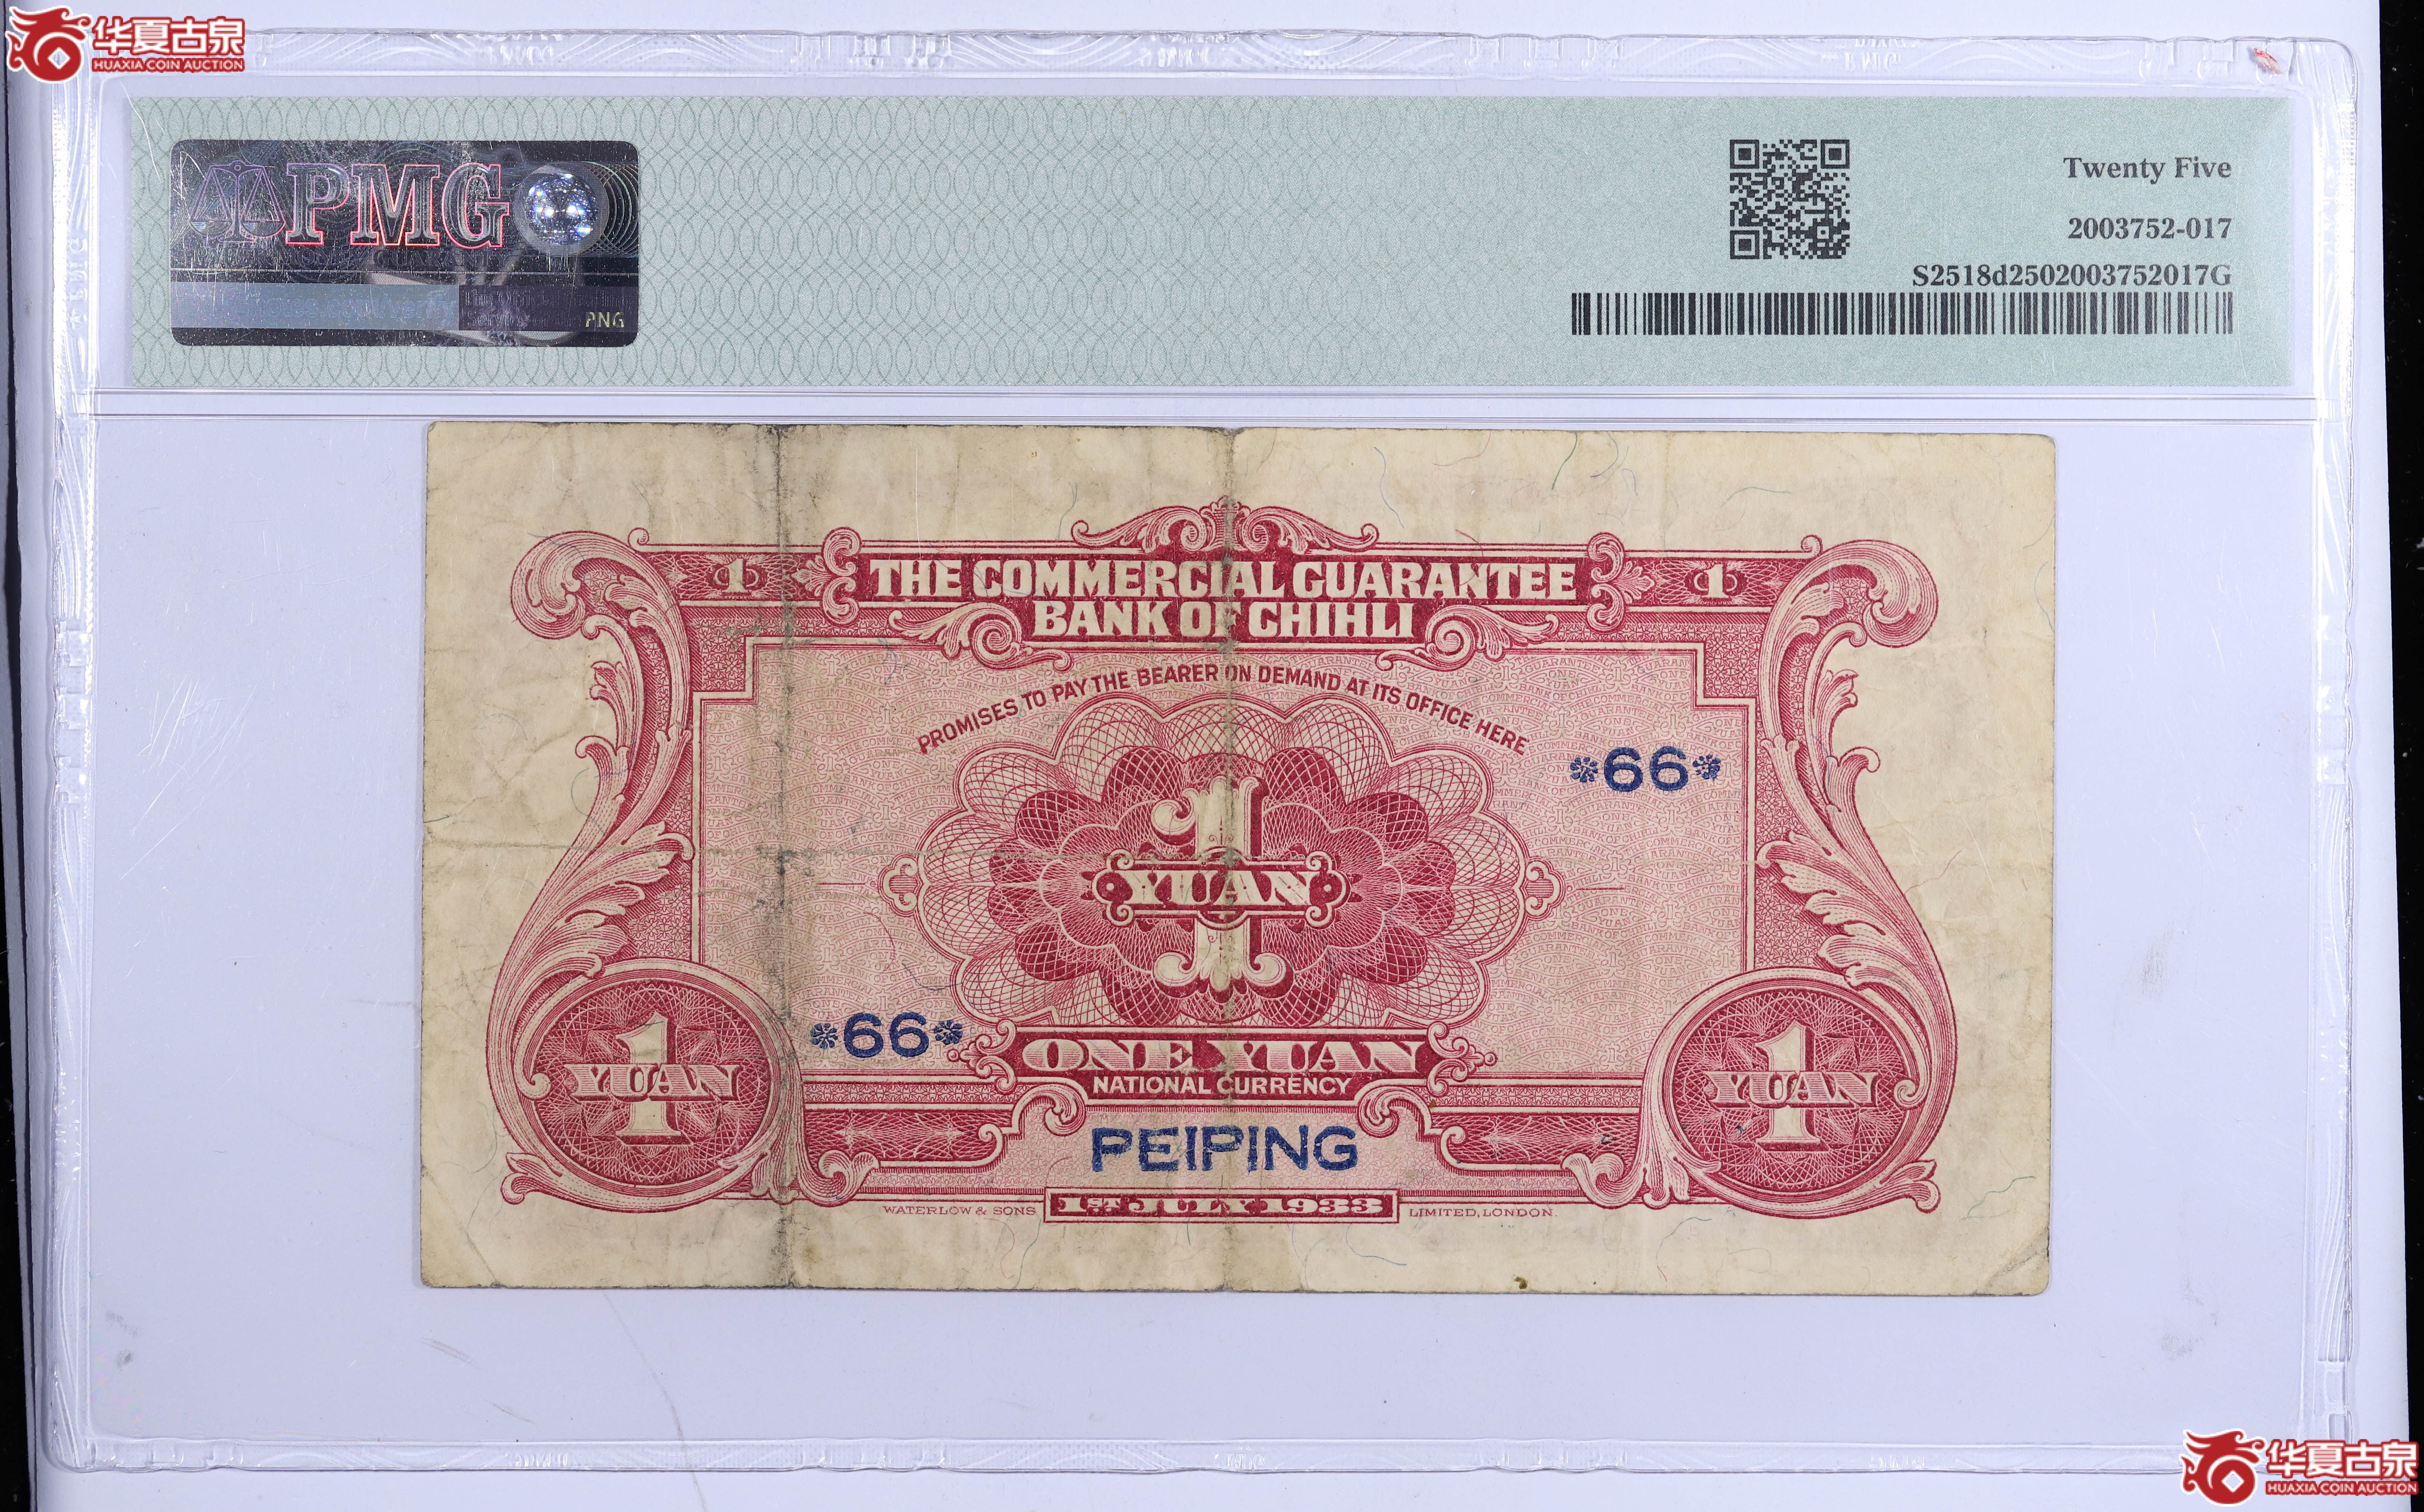 华夏古泉
HUAXIA COIN AUCTION
PMG
PNG
Twenty Five
2003752-017
S2518d2502003752017G
1
THE COMMERCIAL GUARANTEE
BANK OF CHIHLI
1
PROMISES TO PAY THE BEARER ON DEMAND AT ITS OFFICE HERE
*66*
1
YUAN
*66*
ONE YUAN
NATIONAL CURRENCY
1
YUAN
1
YUAN
PEIPING
WATERLOW & SONS 1ST JULY 1933 LIMITED, LONDON.
华夏古泉
HUAXIA COIN AUCTION